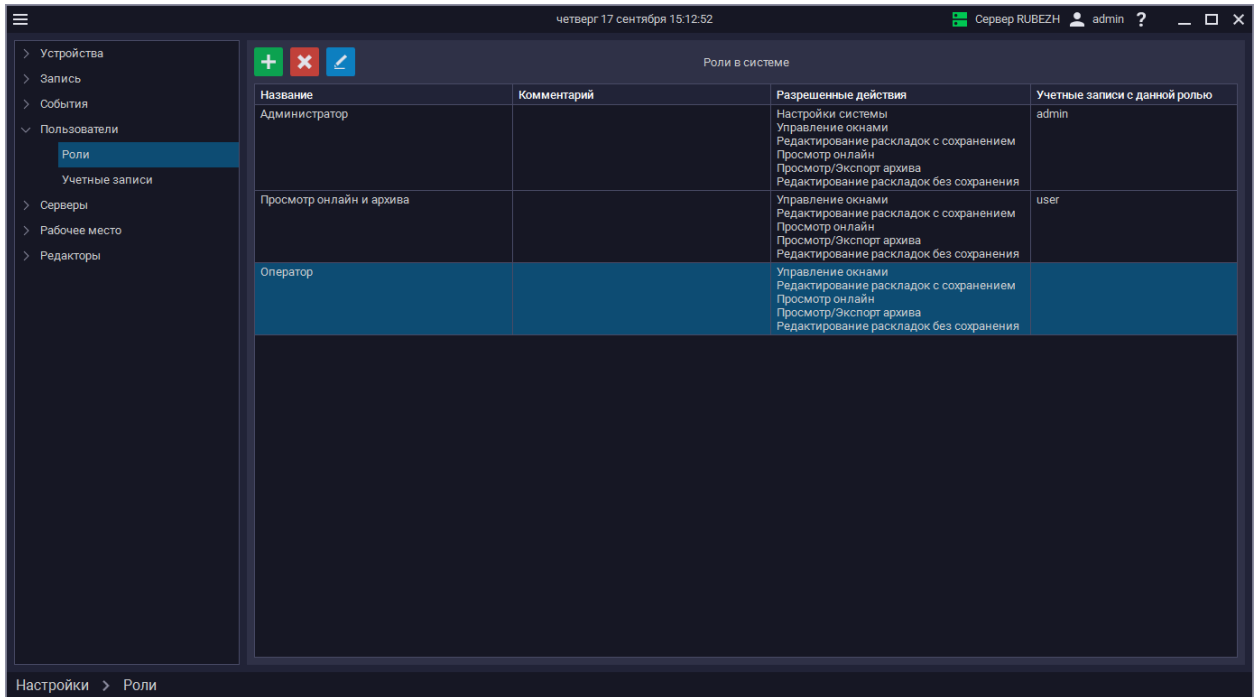 четверг 17 сентября 15:12:52
Сервер RUBEZH admin ?
Устройства
Запись
События
Пользователи
Роли
Учетные записи
Серверы
Рабочее место
Редакторы
Роли в системе
Название Комментарий Разрешенные действия Учетные записи с данной ролью
Администратор Настройки системы admin
Управление окнами
Редактирование раскладок с сохранением
Просмотр онлайн
Просмотр/Экспорт архива
Редактирование раскладок без сохранения
Просмотр онлайн и архива Управление окнами user
Редактирование раскладок с сохранением
Просмотр онлайн
Просмотр/Экспорт архива
Редактирование раскладок без сохранения
Оператор Управление окнами
Редактирование раскладок с сохранением
Просмотр онлайн
Просмотр/Экспорт архива
Редактирование раскладок без сохранения
Настройки > Роли